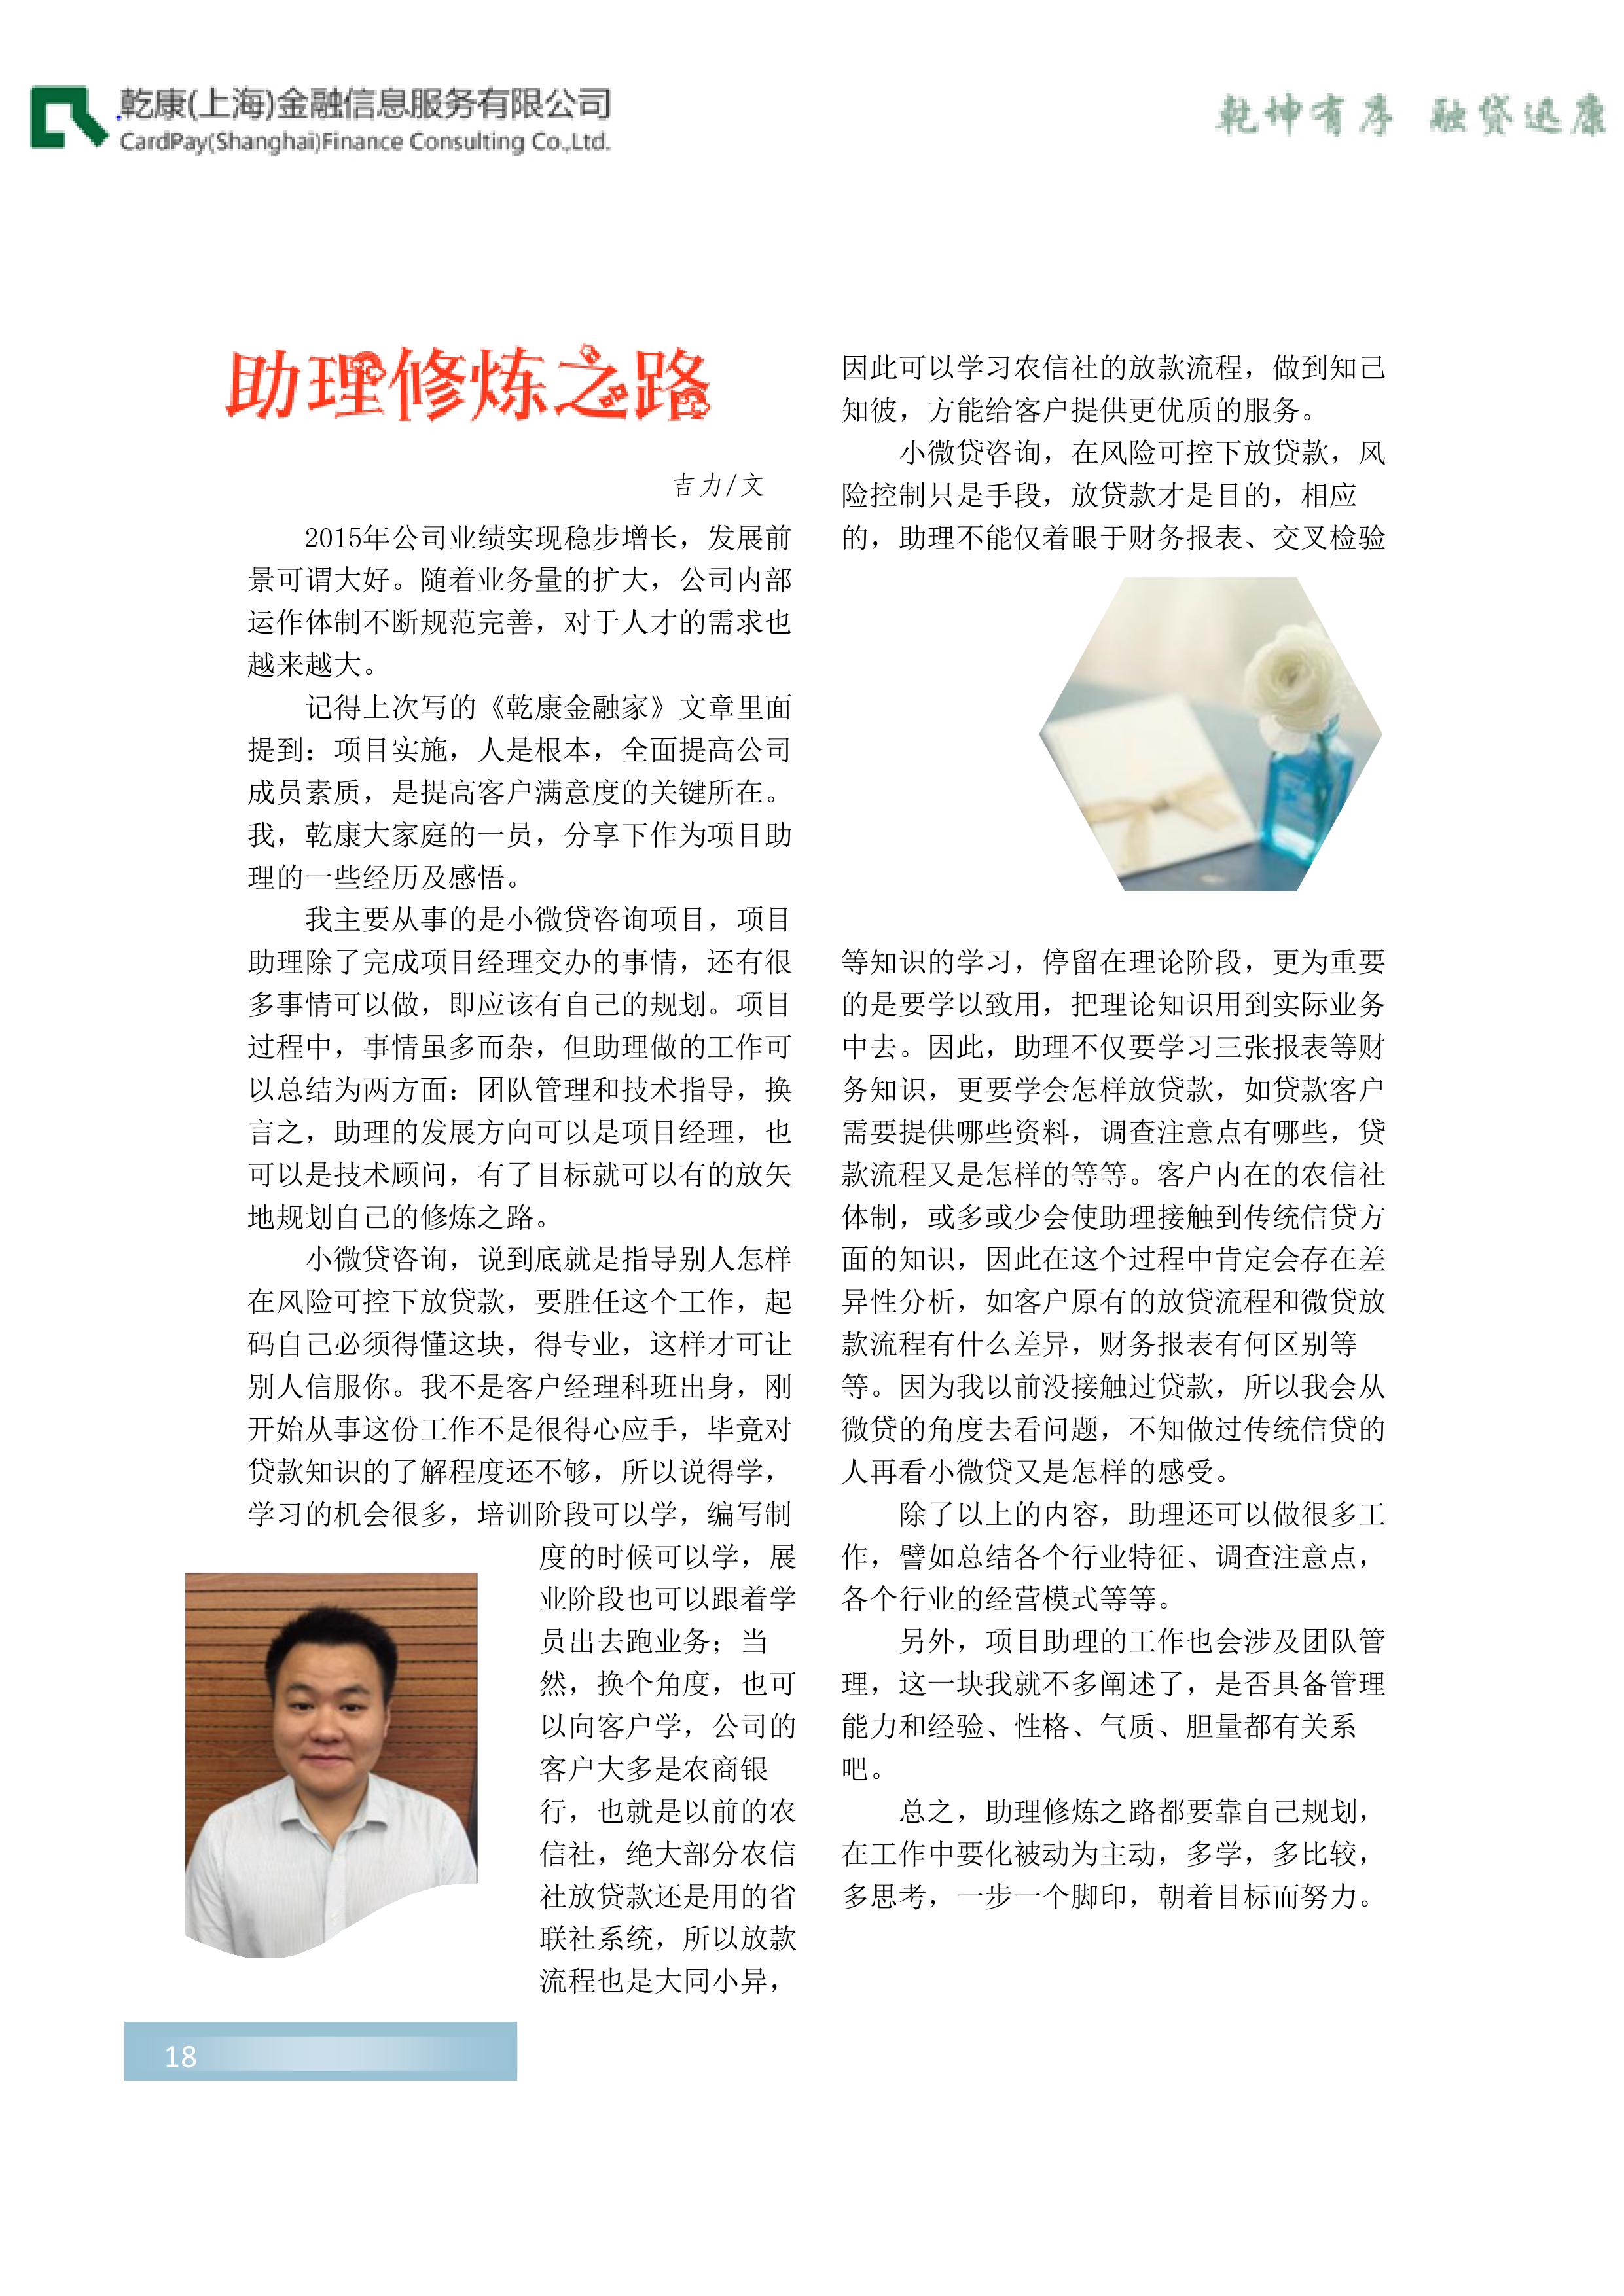 乾康(上海)金融信息服务有限公司
CardPay(Shanghai)Finance Consulting Co.,Ltd.
乾坤有序 融贷迅康
助理修炼之路
吉力/文
2015年公司业绩实现稳步增长，发展前
景可谓大好。随着业务量的扩大，公司内部
运作体制不断规范完善，对于人才的需求也
越来越大。
记得上次写的《乾康金融家》文章里面
提到：项目实施，人是根本，全面提高公司
成员素质，是提高客户满意度的关键所在。
我，乾康大家庭的一员，分享下作为项目助
理的一些经历及感悟。
我主要从事的是小微贷咨询项目，项目
助理除了完成项目经理交办的事情，还有很
多事情可以做，即应该有自己的规划。项目
过程中，事情虽多而杂，但助理做的工作可
以总结为两方面：团队管理和技术指导，换
言之，助理的发展方向可以是项目经理，也
可以是技术顾问，有了目标就可以有的放矢
地规划自己的修炼之路。
小微贷咨询，说到底就是指导别人怎样
在风险可控下放贷款，要胜任这个工作，起
码自己必须得懂这块，得专业，这样才可让
别人信服你。我不是客户经理科班出身，刚
开始从事这份工作不是很得心应手，毕竟对
贷款知识的了解程度还不够，所以说得学，
学习的机会很多，培训阶段可以学，编写制
度的时候可以学，展
业阶段也可以跟着学
员出去跑业务；当
然，换个角度，也可
以向客户学，公司的
客户大多是农商银
行，也就是以前的农
信社，绝大部分农信
社放贷款还是用的省
联社系统，所以放款
流程也是大同小异，
因此可以学习农信社的放款流程，做到知己
知彼，方能给客户提供更优质的服务。
小微贷咨询，在风险可控下放贷款，风
险控制只是手段，放贷款才是目的，相应
的，助理不能仅着眼于财务报表、交叉检验
等知识的学习，停留在理论阶段，更为重要
的是要学以致用，把理论知识用到实际业务
中去。因此，助理不仅要学习三张报表等财
务知识，更要学会怎样放贷款，如贷款客户
需要提供哪些资料，调查注意点有哪些，贷
款流程又是怎样的等等。客户内在的农信社
体制，或多或少会使助理接触到传统信贷方
面的知识，因此在这个过程中肯定会存在差
异性分析，如客户原有的放贷流程和微贷放
款流程有什么差异，财务报表有何区别等
等。因为我以前没接触过贷款，所以我会从
微贷的角度去看问题，不知做过传统信贷的
人再看小微贷又是怎样的感受。
除了以上的内容，助理还可以做很多工
作，譬如总结各个行业特征、调查注意点，
各个行业的经营模式等等。
另外，项目助理的工作也会涉及团队管
理，这一块我就不多阐述了，是否具备管理
能力和经验、性格、气质、胆量都有关系
吧。
总之，助理修炼之路都要靠自己规划，
在工作中要化被动为主动，多学，多比较，
多思考，一步一个脚印，朝着目标而努力。
18